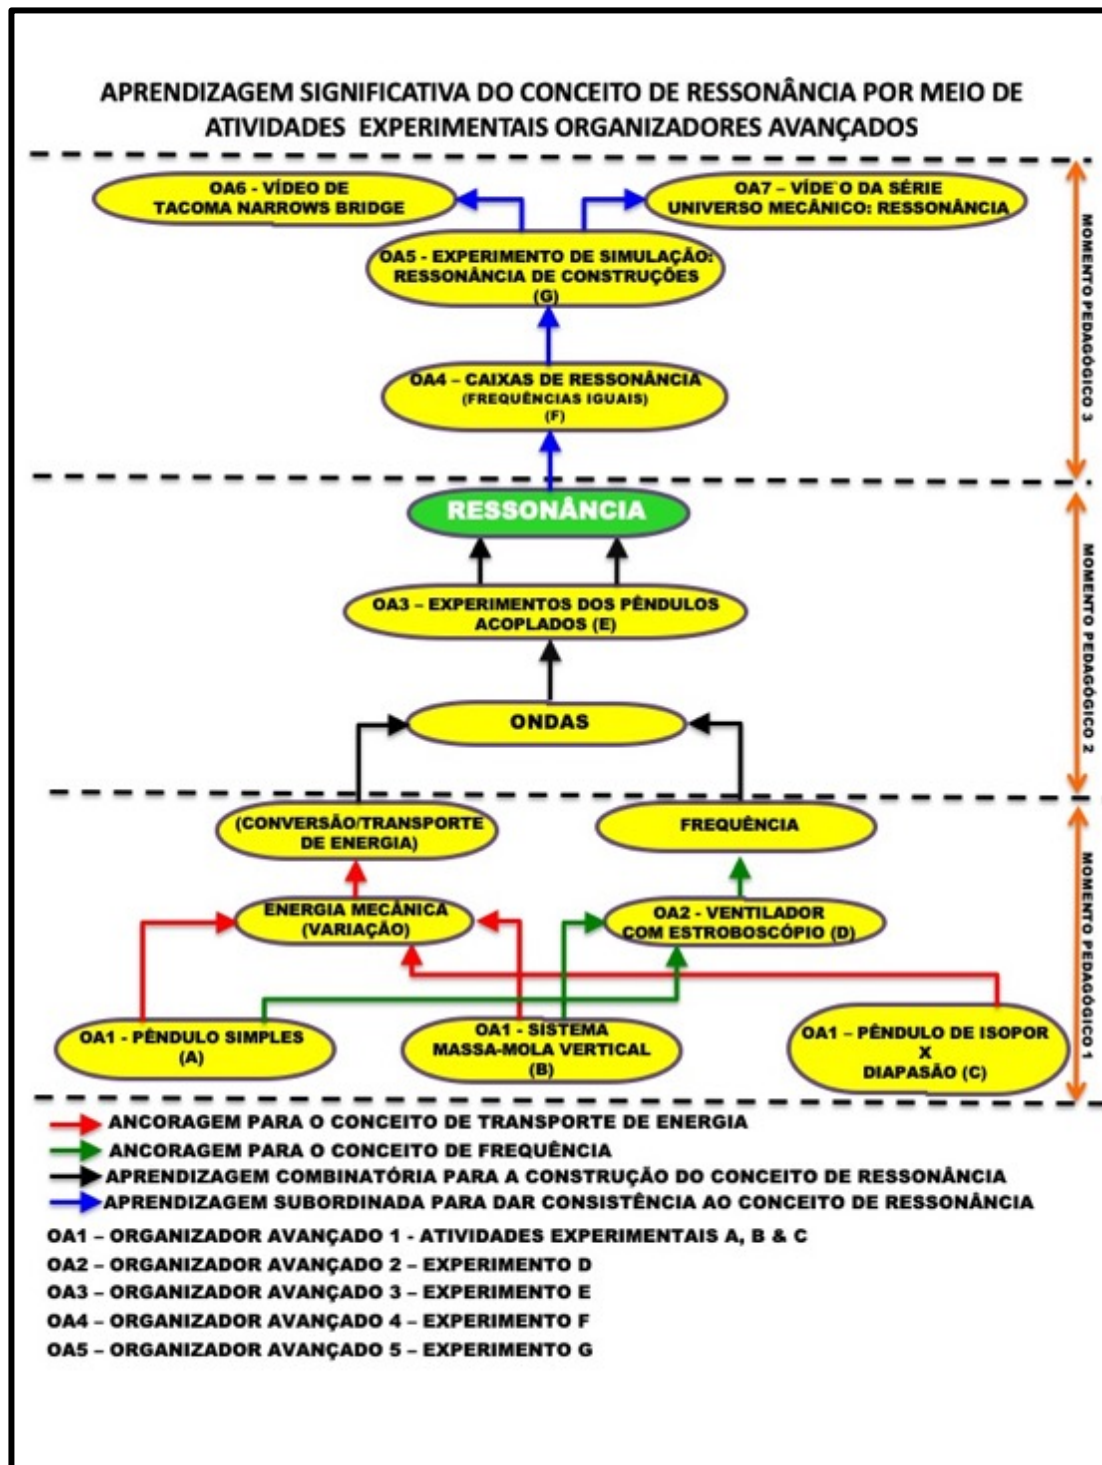 APRENDIZAGEM SIGNIFICATIVA DO CONCEITO DE RESSONÂNCIA POR MEIO DE
ATIVIDADES EXPERIMENTAIS ORGANIZADORES AVANÇADOS
OA6 - VÍDEO DE
TACOMA NARROWS BRIDGE
OA7 – VÍDE`O DA SÉRIE
UNIVERSO MECÂNICO: RESSONÂNCIA
OA5 - EXPERIMENTO DE SIMULAÇÃO:
RESSONÂNCIA DE CONSTRUÇÕES
(G)
OA4 – CAIXAS DE RESSONÂNCIA
(FREQUÊNCIAS IGUAIS)
(F)
MOMENTO PEDAGÓGICO 3
RESSONÂNCIA
OA3 – EXPERIMENTOS DOS PÊNDULOS
ACOPLADOS (E)
ONDAS
MOMENTO PEDAGÓGICO 2
(CONVERSÃO/TRANSPORTE
DE ENERGIA)
FREQUÊNCIA
ENERGIA MECÂNICA
(VARIAÇÃO)
OA2 - VENTILADOR
COM ESTROBOSCÓPIO (D)
OA1 - PÊNDULO SIMPLES
(A)
OA1 - SISTEMA
MASSA-MOLA VERTICAL
(B)
OA1 – PÊNDULO DE ISOPOR
X
DIAPASÃO (C)
MOMENTO PEDAGÓGICO 1
ANCORAGEM PARA O CONCEITO DE TRANSPORTE DE ENERGIA
ANCORAGEM PARA O CONCEITO DE FREQUÊNCIA
APRENDIZAGEM COMBINATÓRIA PARA A CONSTRUÇÃO DO CONCEITO DE RESSONÂNCIA
APRENDIZAGEM SUBORDINADA PARA DAR CONSISTÊNCIA AO CONCEITO DE RESSONÂNCIA
OA1 – ORGANIZADOR AVANÇADO 1 - ATIVIDADES EXPERIMENTAIS A, B & C
OA2 – ORGANIZADOR AVANÇADO 2 – EXPERIMENTO D
OA3 – ORGANIZADOR AVANÇADO 3 – EXPERIMENTO E
OA4 – ORGANIZADOR AVANÇADO 4 – EXPERIMENTO F
OA5 – ORGANIZADOR AVANÇADO 5 – EXPERIMENTO G